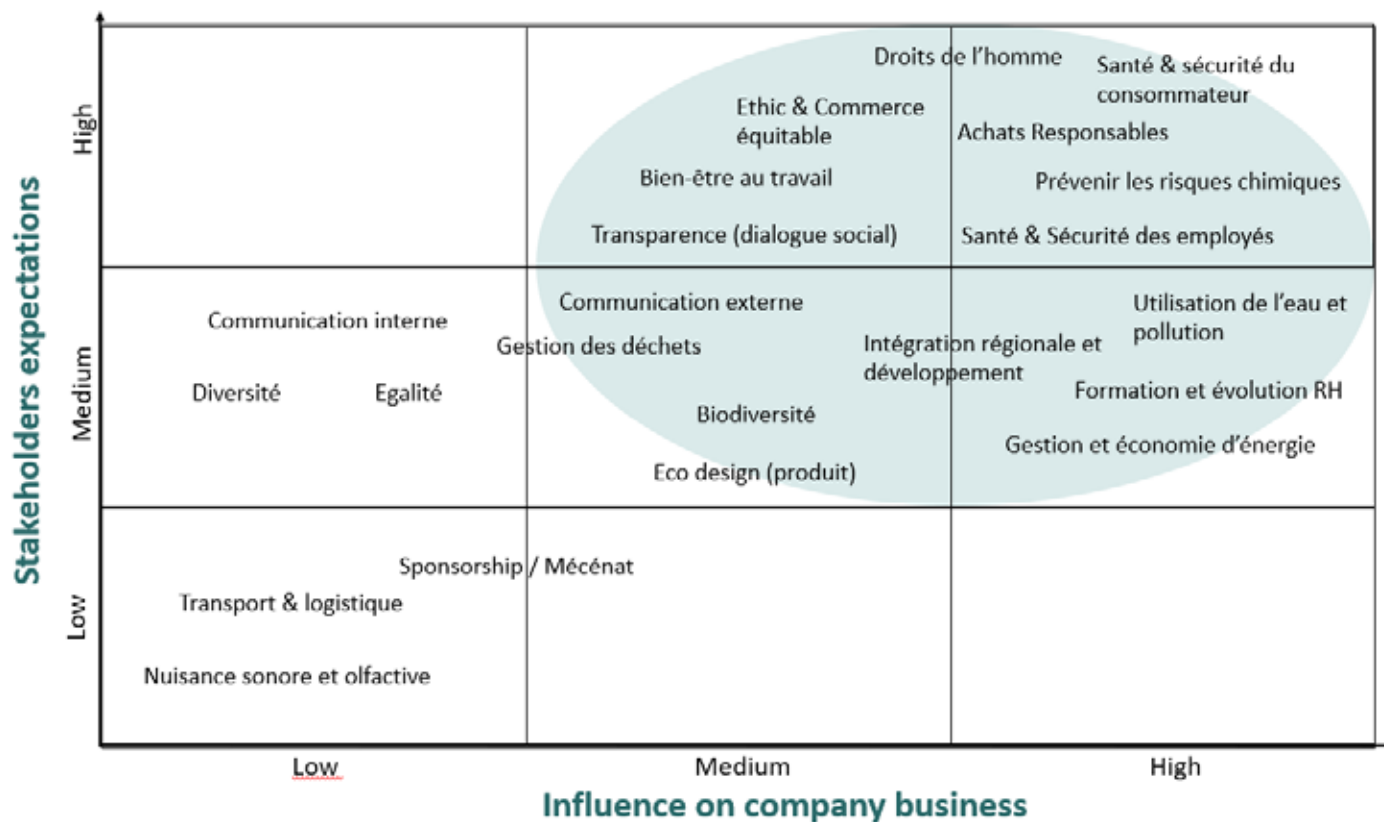 Stakeholders expectations
High
Medium
Low
Droits de l'homme
Santé & sécurité du
consommateur
Ethic & Commerce
équitable
Achats Responsables
Bien-être au travail
Prévenir les risques chimiques
Transparence (dialogue social)
Santé & Sécurité des employés
Communication interne
Communication externe
Utilisation de l'eau et
pollution
Gestion des déchets
Intégration régionale et
développement
Diversité
Egalité
Formation et évolution RH
Biodiversité
Gestion et économie d'énergie
Eco design (produit)
Sponsorship / Mécénat
Transport & logistique
Nuisance sonore et olfactive
Low
Medium
High
Influence on company business